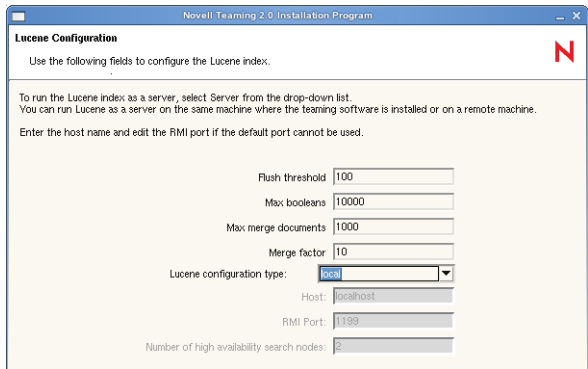 Novell Teaming 2.0 Installation Program
Lucene Configuration
Use the following fields to configure the Lucene index.
N
To run the Lucene index as a server, select Server from the drop-down list.
You can run Lucene as a server on the same machine where the teaming software is installed or on a remote machine.
Enter the host name and edit the RMI port if the default port cannot be used.
Flush threshold 100
Max booleans 10000
Max merge documents 1000
Merge factor 10
Lucene configuration type: local
Host: localhost
RMI Port: 1199
Number of high availability search nodes: 2